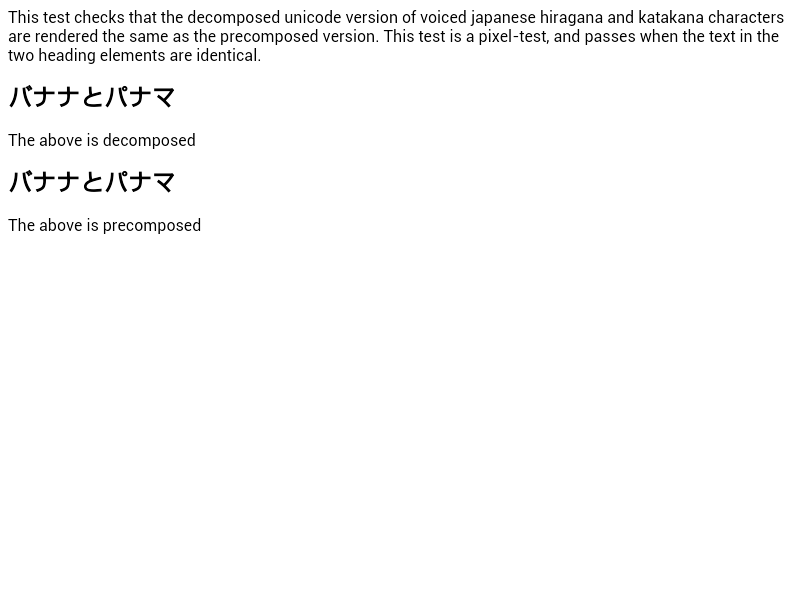 This test checks that the decomposed unicode version of voiced japanese hiragana and katakana characters
are rendered the same as the precomposed version. This test is a pixel-test, and passes when the text in the
two heading elements are identical.
バナナとパナマ
The above is decomposed
バナナとパナマ
The above is precomposed